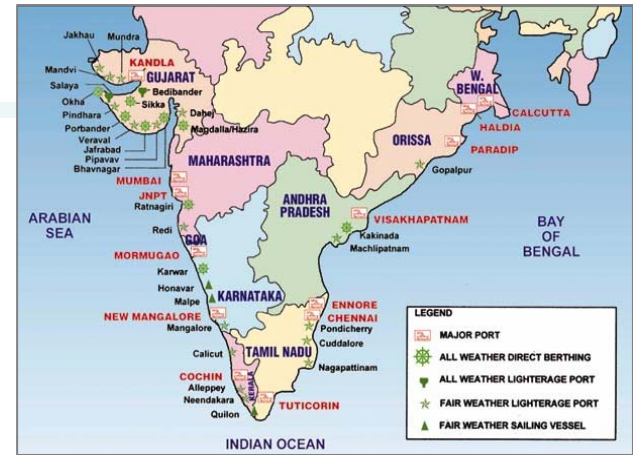 Jakhau
Mundra
KANDLA
Mandvi
GUJARAT
Salaya
Bedibander
Okha
Sikka
Dahej
Pindhara
Magdalla/Hazira
Porbander
Veraval
Jafrabad
Pipavav
Bhavnagar
W.
BENGAL
CALCUTTA
HALDIA
ORISSA
PARADIP
Gopalpur
MAHARASHTRA
MUMBAI
JNPT
Ratnagiri
ANDHRA
PRADESH
VISAKHAPATNAM
Kakinada
Machlipatnam
ARABIAN
SEA
BAY
OF
BENGAL
Redi
GOA
MORMUGAO
Karwar
Honavar
KARNATAKA
Malpe
NEW MANGALORE
Mangalore
ENNORE
CHENNAI
Pondicherry
Cuddalore
TAMIL NADU
Nagapattinam
Calicut
COCHIN
KERALA
Alleppey
Neendakara
Quilon
TUTICORIN
INDIAN OCEAN
LEGEND
MAJOR PORT
ALL WEATHER DIRECT BERTHING
ALL WEATHER LIGHTERAGE PORT
FAIR WEATHER LIGHTERAGE PORT
FAIR WEATHER SAILING VESSEL